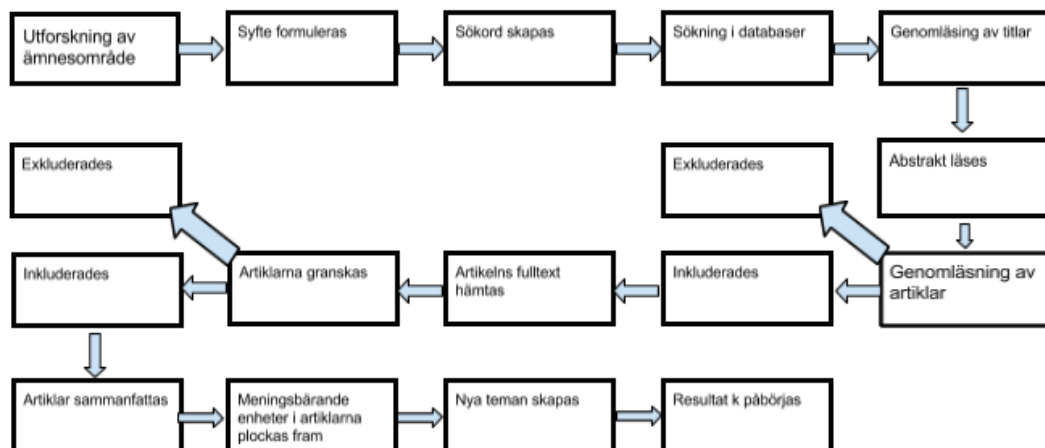 Utforskning av
ämnesområde
Syfte formuleras
Sökord skapas
Sökning i databaser
Genomläsing av titlar
Exkluderades
Exkluderades
Abstrakt läses
Inkluderades
Artiklarna granskas
Artikelns fulltext
hämtas
Inkluderades
Genomläsning av
artiklar
Artiklar sammanfattas
Meningsbärande
enheter i artiklarna
plockas fram
Nya teman skapas
Resultat k påbörjas